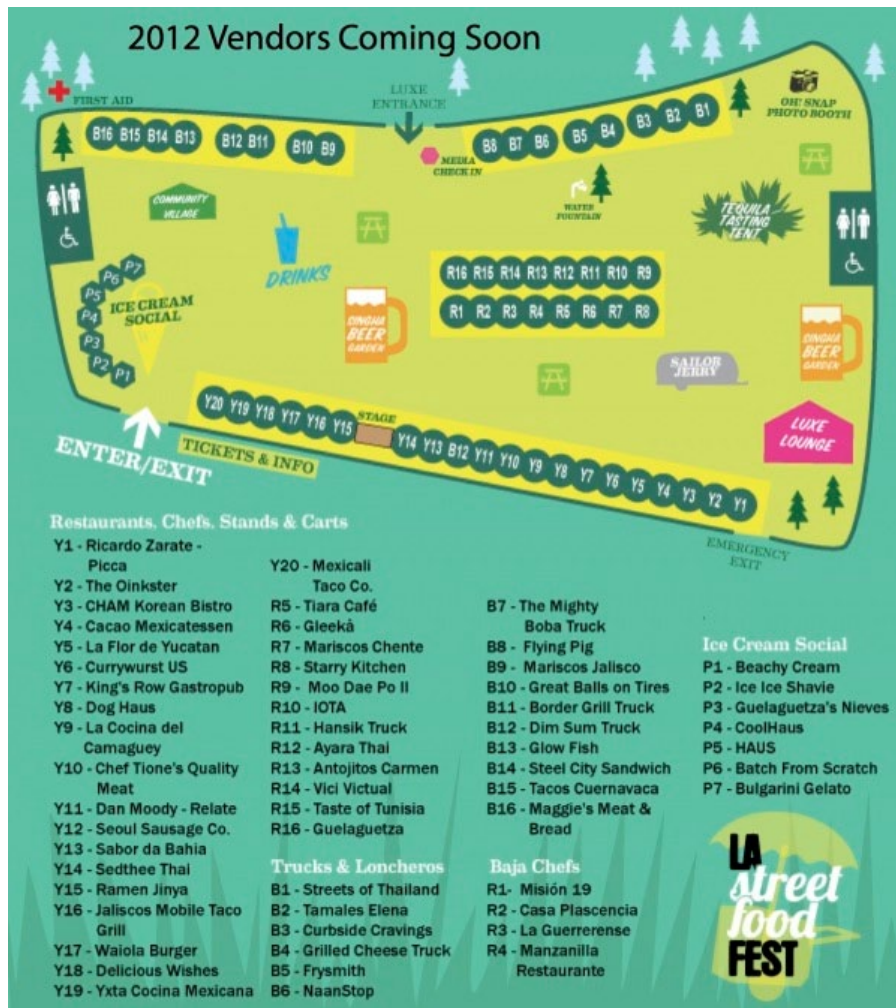 2012 Vendors Coming Soon
FIRST AID
LUXE
ENTRANCE
OH! SNAP
PHOTO BOOTH
B16 B15 B14 B13 B12 B11 B10 B9
B8 B7 B6 B5 B4 B3 B2 B1
MEDIA
CHECK IN
COMMUNITY
VILLAGE
WATER
FOUNTAIN
TEQUILA
TASTING
TENT
DRINKS
P7
P6
P5
P4
P3
P2
P1
ICE CREAM
SOCIAL
R16 R15 R14 R13 R12 R11 R10 R9
R1 R2 R3 R4 R5 R6 R7 R8
SINGHA
BEER
GARDEN
SINGHA
BEER
GARDEN
SAILOR
JERRY
LUXE
LOUNGE
Y20 Y19 Y18 Y17 Y16 Y15 STAGE Y14 Y13 B12 Y11 Y10 Y9 Y8 Y7 Y6 Y5 Y4 Y3 Y2 Y1
ENTER/EXIT
TICKETS & INFO
EMERGENCY
EXIT
Restaurants, Chefs, Stands & Carts
Y1 - Ricardo Zarate -
Picca
Y2 - The Oinkster
Y3 - CHAM Korean Bistro
Y4 - Cacao Mexicatessen
Y5 - La Flor de Yucatan
Y6 - Currywurst US
Y7 - King's Row Gastropub
Y8 - Dog Haus
Y9 - La Cocina del
Camaguey
Y10 - Chef Tione's Quality
Meat
Y11 - Dan Moody - Relate
Y12 - Seoul Sausage Co.
Y13 - Sabor da Bahia
Y14 - Sedthee Thai
Y15 - Ramen Jinya
Y16 - Jaliscos Mobile Taco
Grill
Y17 - Waiola Burger
Y18 - Delicious Wishes
Y19 - Yxta Cocina Mexicana
Y20 - Mexicali
Taco Co.
R5 - Tiara Café
R6 - Gleekâ
R7 - Mariscos Chente
R8 - Starry Kitchen
R9 - Moo Dae Po II
R10 - IOTA
R11 - Hansik Truck
R12 - Ayara Thai
R13 - Antojitos Carmen
R14 - Vici Victual
R15 - Taste of Tunisia
R16 - Guelaguetza
Trucks & Loncheros
B1 - Streets of Thailand
B2 - Tamales Elena
B3 - Curbside Cravings
B4 - Grilled Cheese Truck
B5 - Frysmith
B6 - NaanStop
B7 - The Mighty
Boba Truck
B8 - Flying Pig
B9 - Mariscos Jalisco
B10 - Great Balls on Tires
B11 - Border Grill Truck
B12 - Dim Sum Truck
B13 - Glow Fish
B14 - Steel City Sandwich
B15 - Tacos Cuernavaca
B16 - Maggie's Meat &
Bread
Baja Chefs
R1- Misión 19
R2 - Casa Plascencia
R3 - La Guerrerense
R4 - Manzanilla
Restaurante
Ice Cream Social
P1 - Beachy Cream
P2 - Ice Ice Shavie
P3 - Guelaguetza's Nieves
P4 - CoolHaus
P5 - HAUS
P6 - Batch From Scratch
P7 - Bulgarini Gelato
LA
street
food
FEST